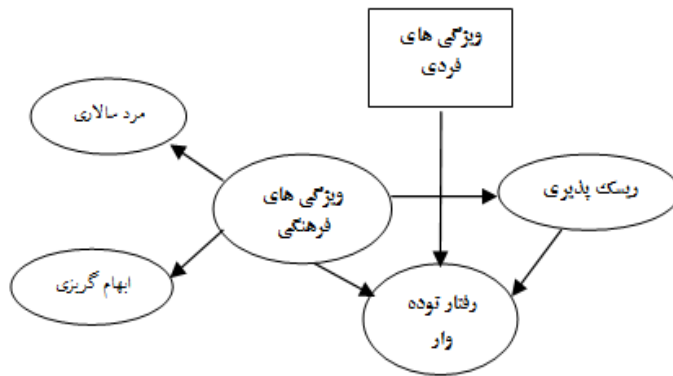 ویژگی های
فردی
مرد سالاری
ویژگی های
فرهنگی
ریسک پذیری
ابهام گریزی
رفتار توده
وار